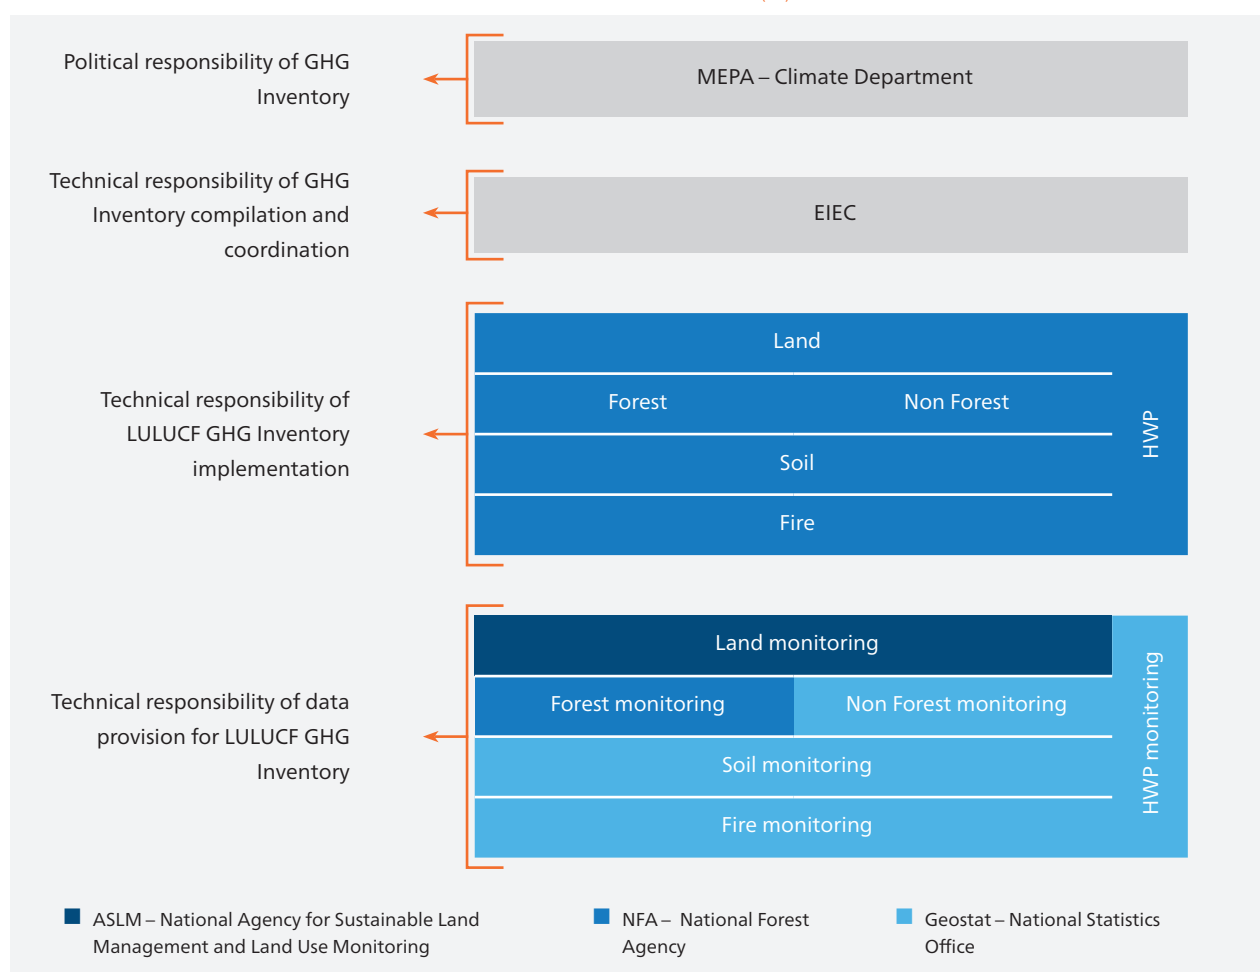 Political responsibility of GHG
Inventory
MEPA – Climate Department
Technical responsibility of GHG
Inventory compilation and
coordination
EIEC
Technical responsibility of
LULUCF GHG Inventory
implementation
Land
Forest
Non Forest
Soil
Fire
HWP
Technical responsibility of data
provision for LULUCF GHG
Inventory
Land monitoring
Forest monitoring
Non Forest monitoring
Soil monitoring
Fire monitoring
HWP monitoring
ASLM – National Agency for Sustainable Land
Management and Land Use Monitoring
NFA – National Forest
Agency
Geostat – National Statistics
Office